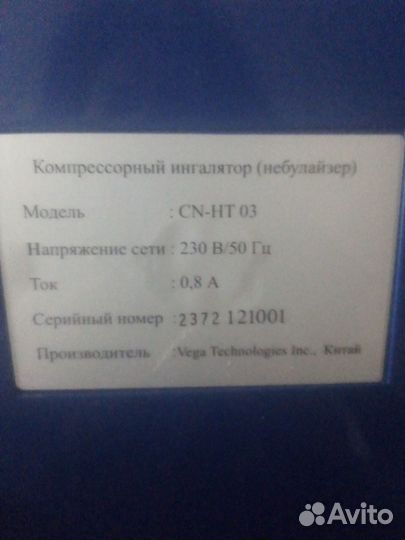 Компрессорный ингалятор (небулайзер)
Модель : CN-HT 03
Напряжение сети : 230 В/50 Гц
Ток : 0,8 А
Серийный номер :2372 121001
Производитель :Vega Technologies Inc., Китай
Avito